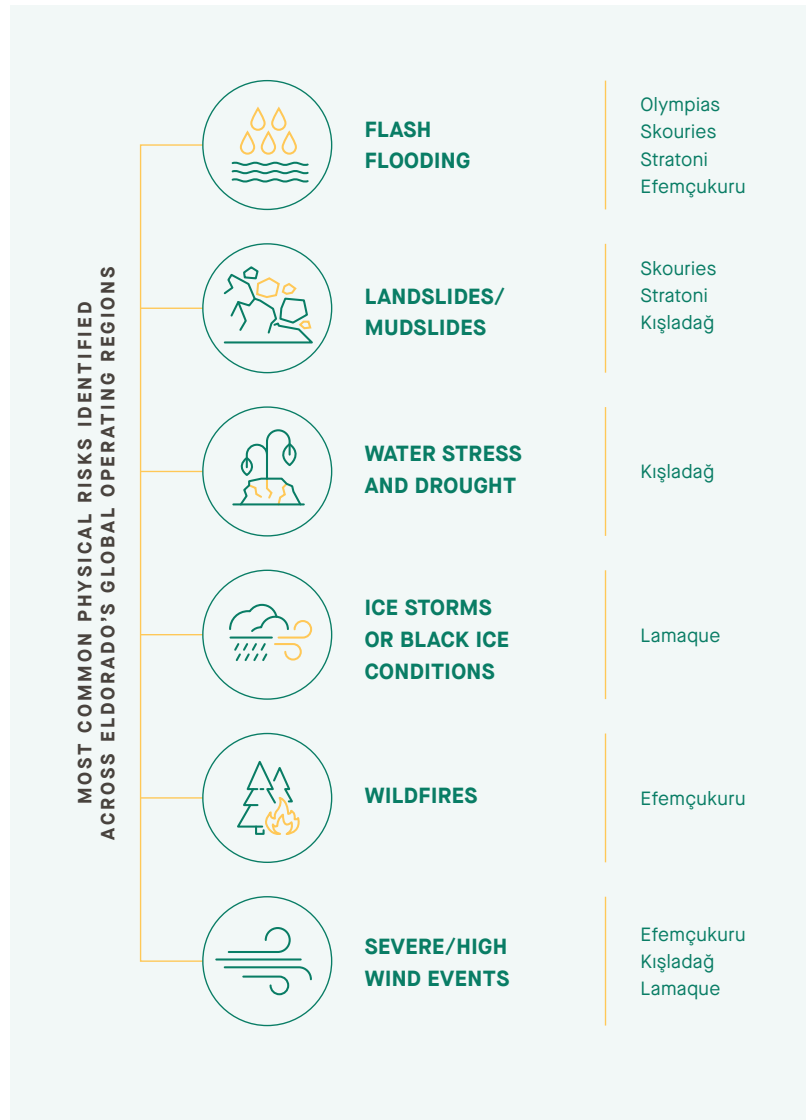 MOST COMMON PHYSICAL RISKS IDENTIFIED
ACROSS ELDORADO'S GLOBAL OPERATING REGIONS
FLASH
FLOODING
Olympias
Skouries
Stratoni
Efemçukuru
LANDSLIDES/
MUDSLIDES
Skouries
Stratoni
Kışladağ
WATER STRESS
AND DROUGHT
Kışladağ
ICE STORMS
OR BLACK ICE
CONDITIONS
Lamaque
WILDFIRES
Efemçukuru
SEVERE/HIGH
WIND EVENTS
Efemçukuru
Kışladağ
Lamaque